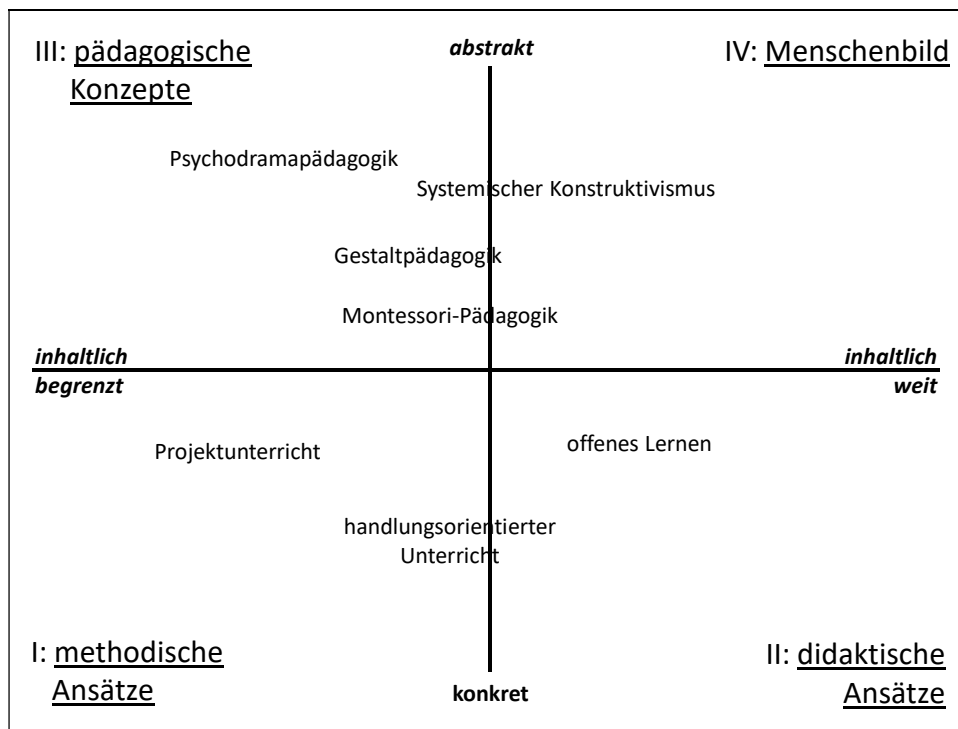 III: pädagogische
Konzepte
abstrakt
IV: Menschenbild
Psychodramapädagogik
Systemischer Konstruktivismus
Gestaltpädagogik
Montessori-Pädagogik
inhaltlich
begrenzt
inhaltlich
weit
Projektunterricht
offenes Lernen
handlungsorientierter
Unterricht
I: methodische
Ansätze
konkret
II: didaktische
Ansätze